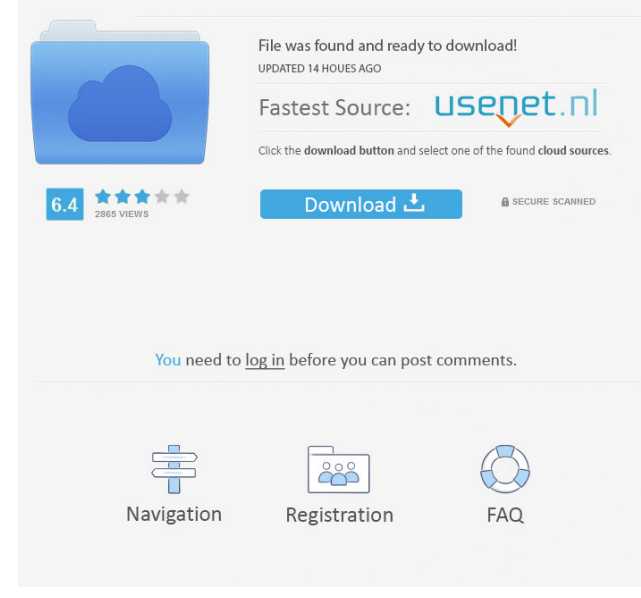 File was found and ready to download!
UPDATED 14 HOUES AGO
Fastest Source: usenet.nl
Click the download button and select one of the found cloud sources.
6.4
2865 VIEWS
Download
SECURE SCANNED
You need to log in before you can post comments.
Navigation
Registration
FAQ